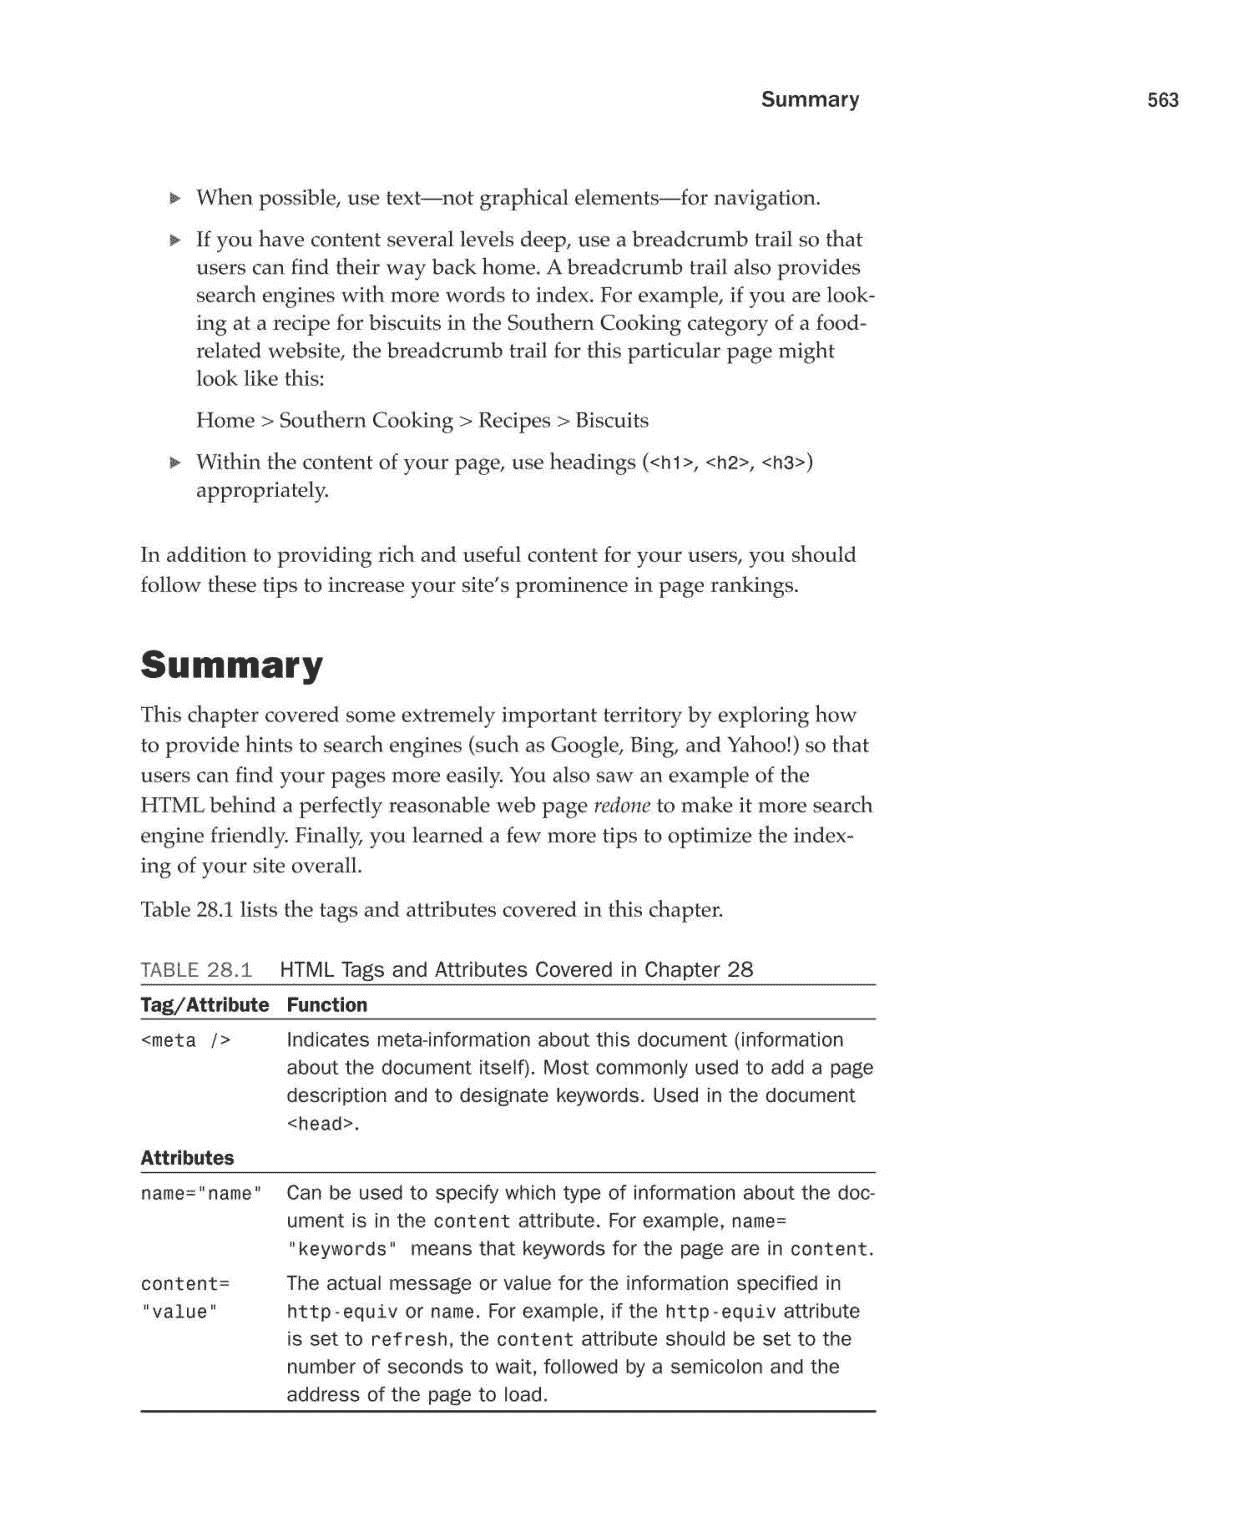 Summary 563
When possible, use text—not graphical elements—for navigation.
If you have content several levels deep, use a breadcrumb trail so that
users can find their way back home. A breadcrumb trail also provides
search engines with more words to index. For example, if you are look-
ing at a recipe for biscuits in the Southern Cooking category of a food-
related website, the breadcrumb trail for this particular page might
look like this:
Home > Southern Cooking > Recipes > Biscuits
Within the content of your page, use headings (<h1>, <h2>, <h3>)
appropriately.
In addition to providing rich and useful content for your users, you should
follow these tips to increase your site's prominence in page rankings.
Summary
This chapter covered some extremely important territory by exploring how
to provide hints to search engines (such as Google, Bing, and Yahoo!) so that
users can find your pages more easily. You also saw an example of the
HTML behind a perfectly reasonable web page redone to make it more search
engine friendly. Finally, you learned a few more tips to optimize the index-
ing of your site overall.
Table 28.1 lists the tags and attributes covered in this chapter.
TABLE 28.1 HTML Tags and Attributes Covered in Chapter 28
Tag/Attribute Function
<meta /> Indicates meta-information about this document (information
about the document itself). Most commonly used to add a page
description and to designate keywords. Used in the document
<head>.
Attributes
name="name" Can be used to specify which type of information about the doc-
ument is in the content attribute. For example, name=
"keywords" means that keywords for the page are in content.
content= The actual message or value for the information specified in
"value" http-equiv or name. For example, if the http-equiv attribute
is set to refresh, the content attribute should be set to the
number of seconds to wait, followed by a semicolon and the
address of the page to load.